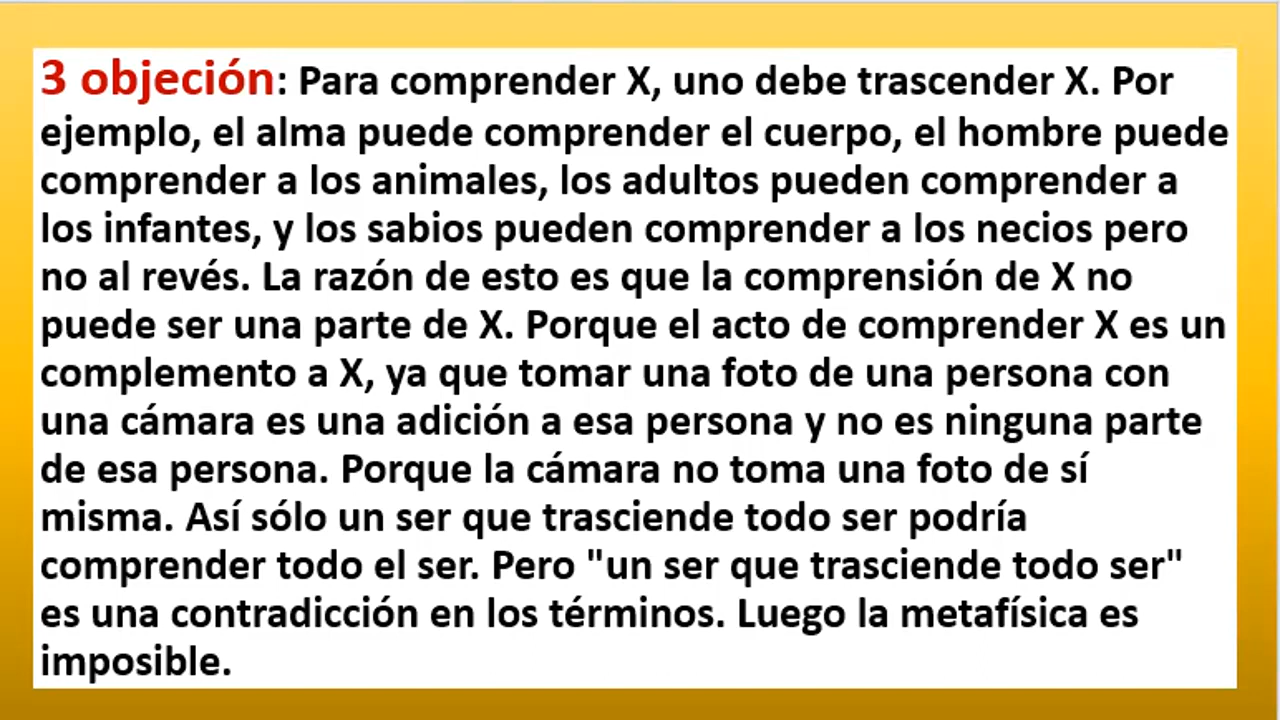 3 objeción: Para comprender X, uno debe trascender X. Por
ejemplo, el alma puede comprender el cuerpo, el hombre puede
comprender a los animales, los adultos pueden comprender a
los infantes, y los sabios pueden comprender a los necios pero
no al revés. La razón de esto es que la comprensión de X no
puede ser una parte de X. Porque el acto de comprender X es un
complemento a X, ya que tomar una foto de una persona con
una cámara es una adición a esa persona y no es ninguna parte
de esa persona. Porque la cámara no toma una foto de sí
misma. Así sólo un ser que trasciende todo ser podría
comprender todo el ser. Pero "un ser que trasciende todo ser"
es una contradicción en los términos. Luego la metafísica es
imposible.